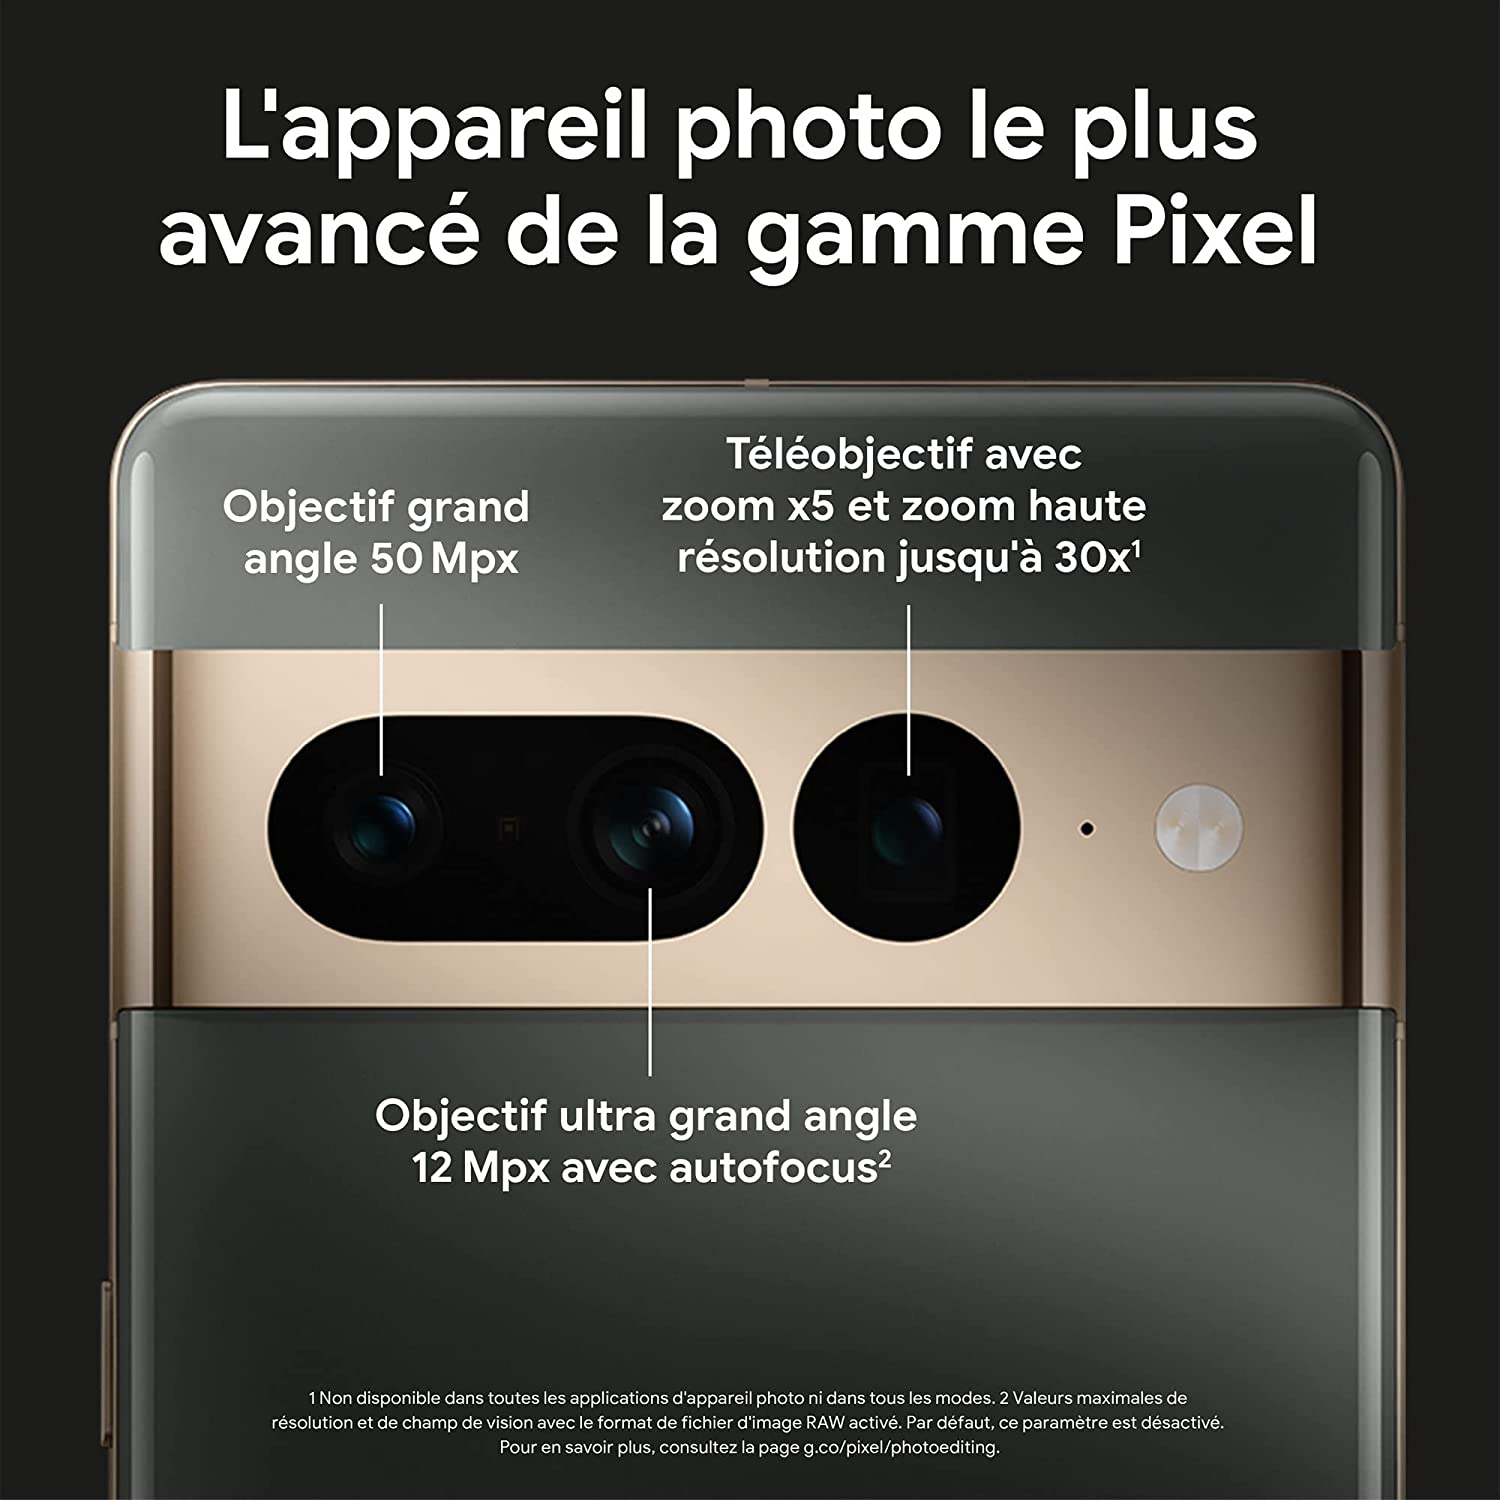 L'appareil photo le plus
avancé de la gamme Pixel
Objectif grand
angle 50 Mpx
Téléobjectif avec
zoom x5 et zoom haute
résolution jusqu'à 30x¹
Objectif ultra grand angle
12 Mpx avec autofocus²
1 Non disponible dans toutes les applications d'appareil photo ni dans tous les modes. 2 Valeurs maximales de
résolution et de champ de vision avec le format de fichier d'image RAW activé. Par défaut, ce paramètre est désactivé.
Pour en savoir plus, consultez la page g.co/pixel/photoediting.